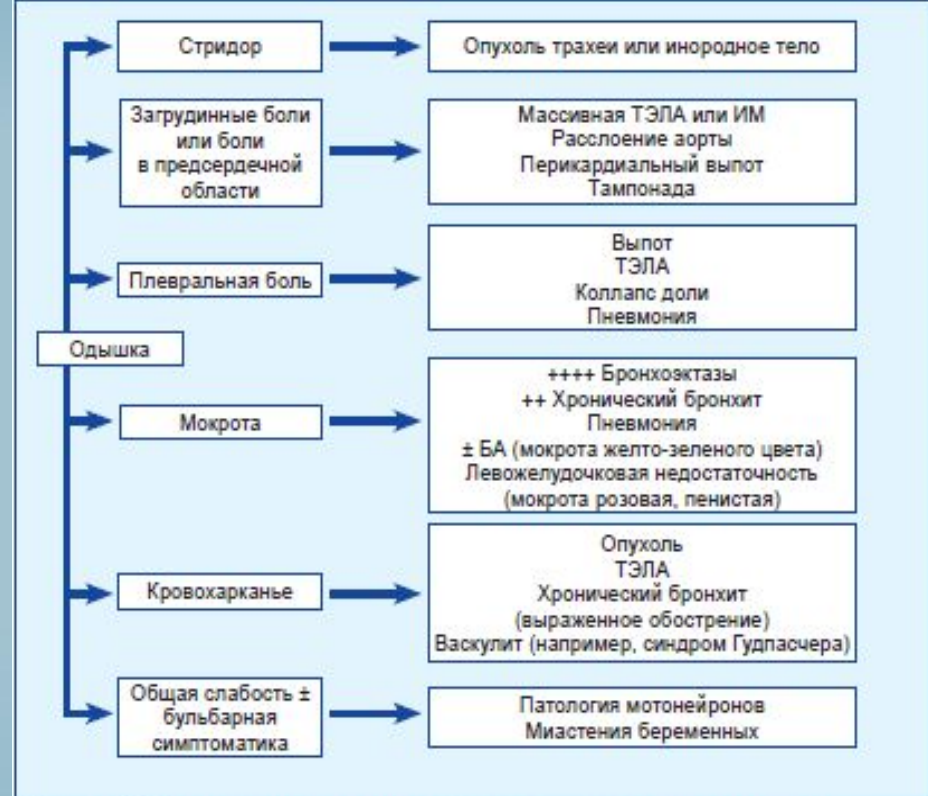 Стридор
Опухоль трахеи или инородное тело
Загрудинные боли
или боли
в предсердечной
области
Массивная ТЭЛА или ИМ
Расслоение аорты
Перикардиальный выпот
Тампонада
Плевральная боль
Выпот
ТЭЛА
Коллапс доли
Пневмония
Одышка
Мокрота
++++ Бронхоэктазы
++ Хронический бронхит
Пневмония
± БА (мокрота желто-зеленого цвета)
Левожелудочковая недостаточность
(мокрота розовая, пенистая)
Кровохарканье
Опухоль
ТЭЛА
Хронический бронхит
(выраженное обострение)
Васкулит (например, синдром Гудпасчера)
Общая слабость ±
бульбарная
симптоматика
Патология мотонейронов
Миастения беременных